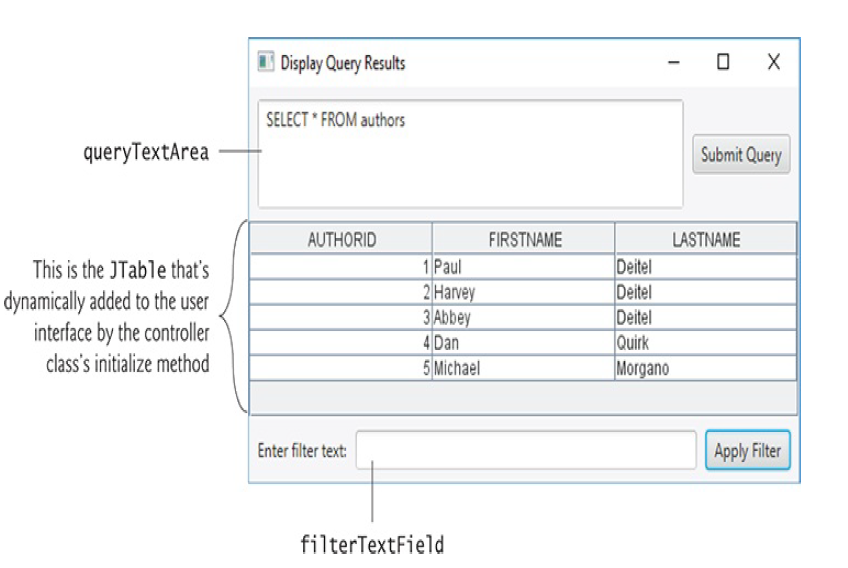 Display Query Results
SELECT * FROM authors
queryTextArea
Submit Query
AUTHORID FIRSTNAME LASTNAME
1 Paul Deitel
2 Harvey Deitel
3 Abbey Deitel
4 Dan Quirk
5 Michael Morgano
This is the JTable that's
dynamically added to the user
interface by the controller
class's initialize method
Enter filter text:
Apply Filter
filterTextField